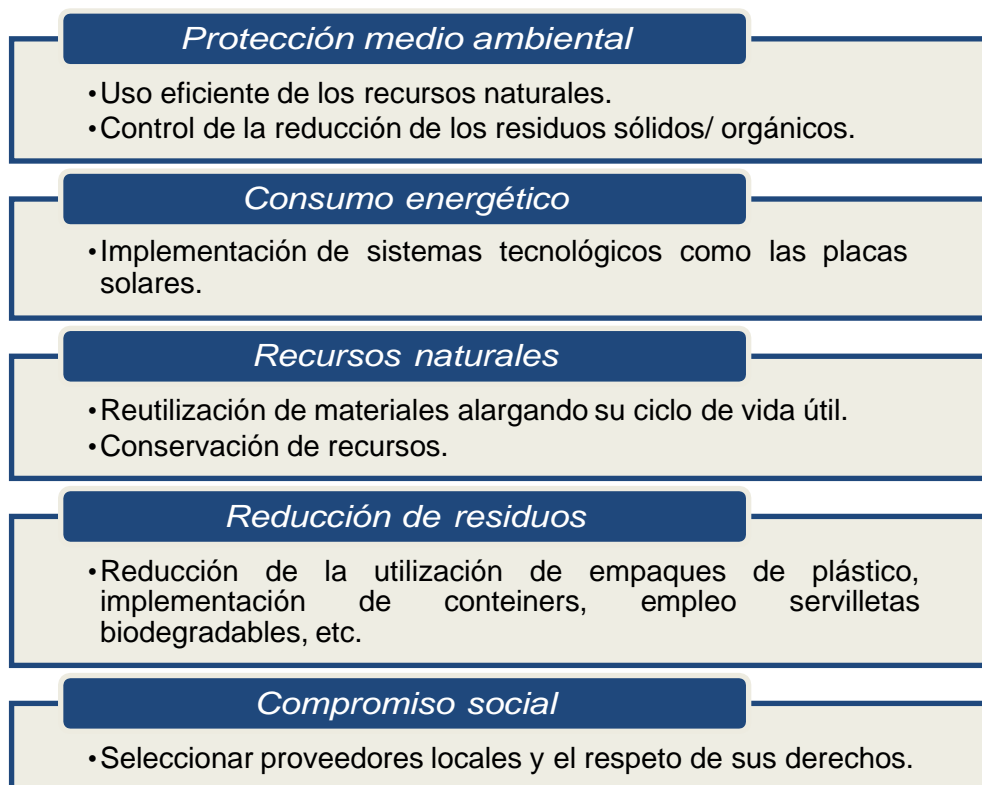 Protección medio ambiental
•Uso eficiente de los recursos naturales.
•Control de la reducción de los residuos sólidos/ orgánicos.
Consumo energético
•Implementación de sistemas tecnológicos como las placas
solares.
Recursos naturales
•Reutilización de materiales alargando su ciclo de vida útil.
•Conservación de recursos.
Reducción de residuos
•Reducción de la utilización de empaques de plástico,
implementación de conteiners, empleo servilletas
biodegradables, etc.
Compromiso social
•Seleccionar proveedores locales y el respeto de sus derechos.